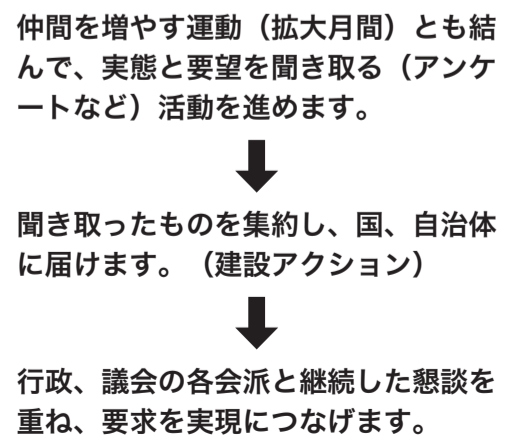 仲間を増やす運動（拡大月間）とも結
んで、実態と要望を聞き取る（アンケ
ートなど）活動を進めます。
聞き取ったものを集約し、国、自治体
に届けます。（建設アクション）
行政、議会の各会派と継続した懇談を
重ね、要求を実現につなげます。